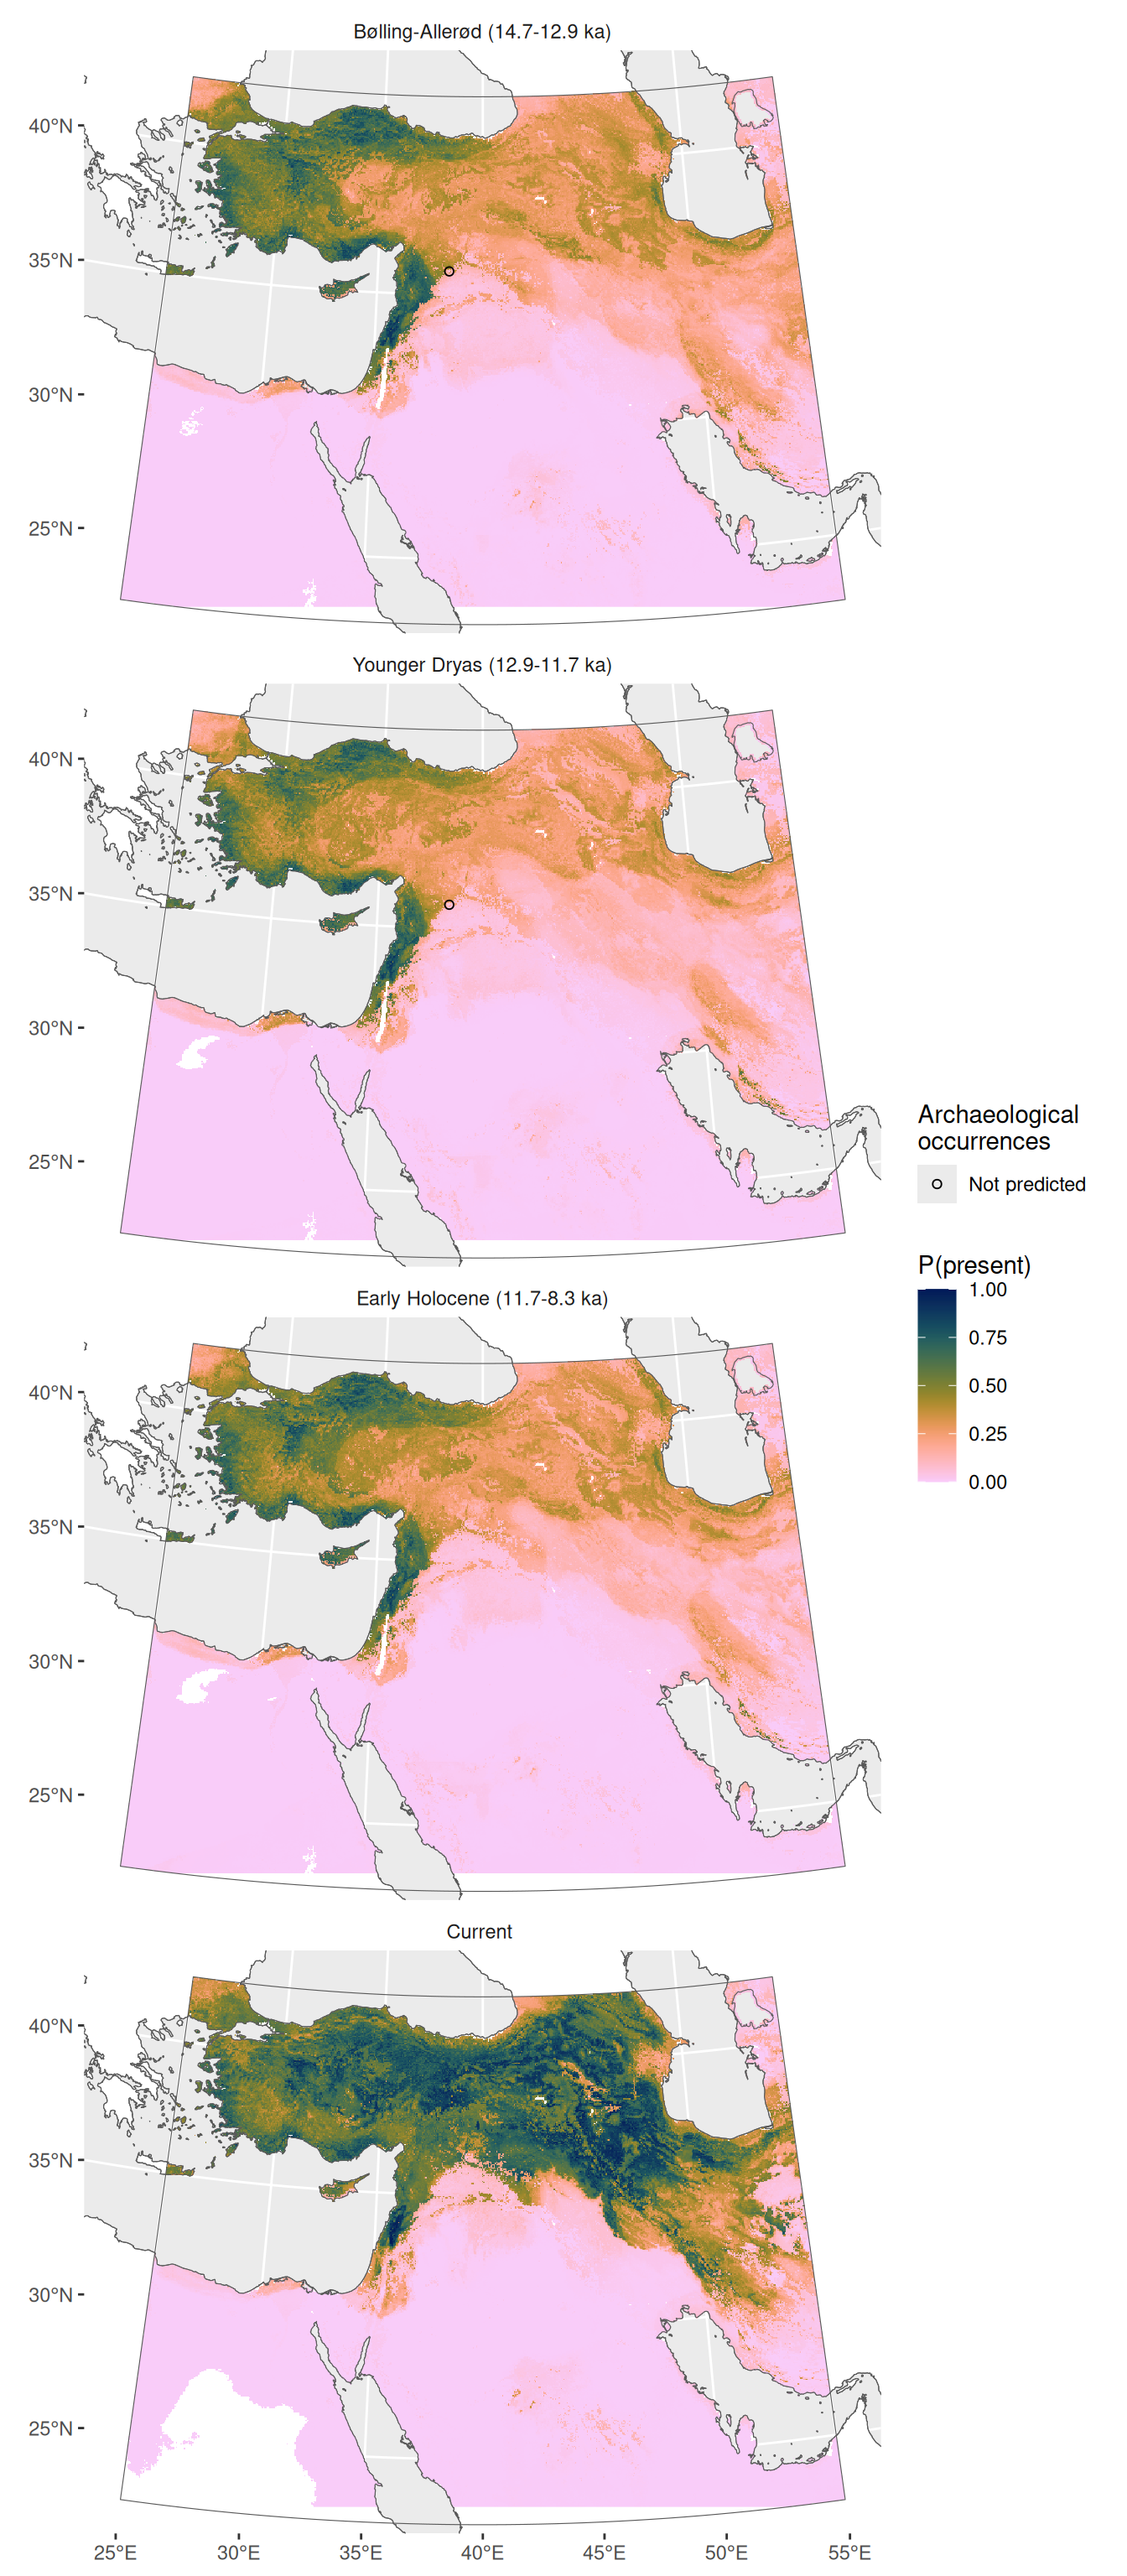 Bølling-Allerød (14.7-12.9 ka)
40°N
35°N
30°N
25°N
Younger Dryas (12.9-11.7 ka)
40°N
35°N
30°N
25°N
Archaeological
occurrences
Not predicted
P(present)
1.00
0.75
0.50
0.25
0.00
Early Holocene (11.7-8.3 ka)
40°N
35°N
30°N
25°N
Current
40°N
35°N
30°N
25°N
25°E 30°E 35°E 40°E 45°E 50°E 55°E